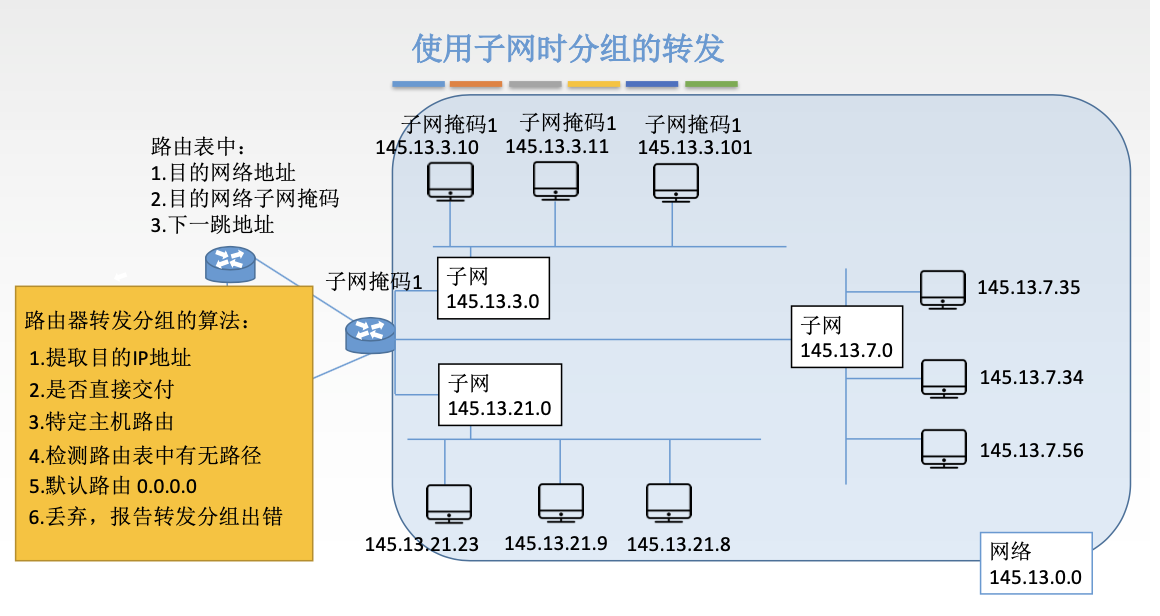 使用子网时分组的转发
路由表中：
1.目的网络地址
2.目的网络子网掩码
3.下一跳地址
子网掩码1
145.13.3.10
子网掩码1
145.13.3.11
子网掩码1
145.13.3.101
子网掩码1
子网
145.13.3.0
子网
145.13.7.0
145.13.7.35
145.13.7.34
145.13.7.56
子网
145.13.21.0
145.13.21.23
145.13.21.9
145.13.21.8
路由器转发分组的算法：
1.提取目的IP地址
2.是否直接交付
3.特定主机路由
4.检测路由表中有无路径
5.默认路由 0.0.0.0
6.丢弃，报告转发分组出错
网络
145.13.0.0